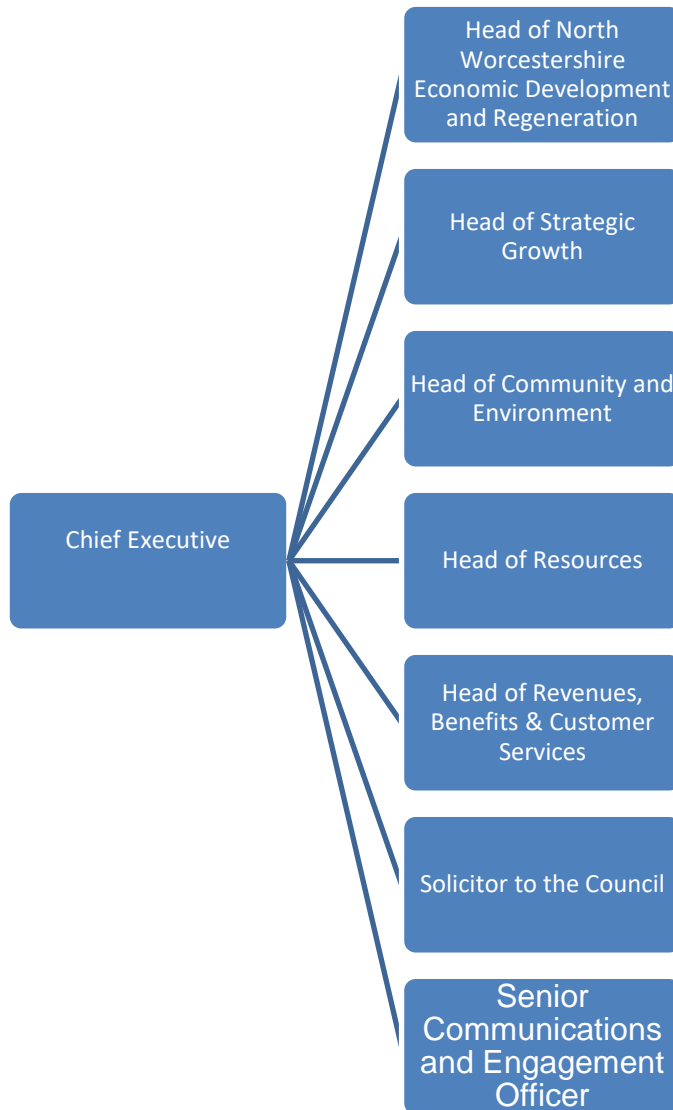 Head of North
Worcestershire
Economic Development
and Regeneration
Head of Strategic
Growth
Head of Community and
Environment
Chief Executive
Head of Resources
Head of Revenues,
Benefits & Customer
Services
Solicitor to the Council
Senior
Communications
and Engagement
Officer